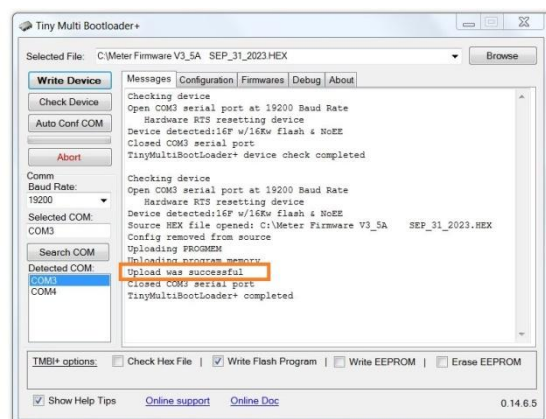 Tiny Multi Bootloader+
Selected File: C:\Meter Firmware V3_5A SEP_31_2023.HEX
Browse
Write Device
Check Device
Auto Conf COM
Abort
Comm
Baud Rate:
19200
Selected COM:
COM3
Search COM
Detected COM:
COM3
COM4
Messages Configuration Firmwares Debug About
Checking device
Open COM3 serial port at 19200 Baud Rate
Hardware RTS resetting device
Device detected:16F w/16Kw flash & NoEE
Closed COM3 serial port
TinyMultiBootLoader+ device check completed
Checking device
Open COM3 serial port at 19200 Baud Rate
Hardware RTS resetting device
Device detected:16F w/16Kw flash & NoEE
Source HEX file opened: C:\Meter Firmware V3_5A SEP_31_2023.HEX
Config removed from source
Uploading PROGMEM
Uploading program memory
Upload was successful
Closed COM3 serial port
TinyMultiBootLoader+ completed
TMBl+ options: Check Hex File | Write Flash Program | Write EEPROM | Erase EEPROM
Show Help Tips Online support Online Doc 0.14.6.5